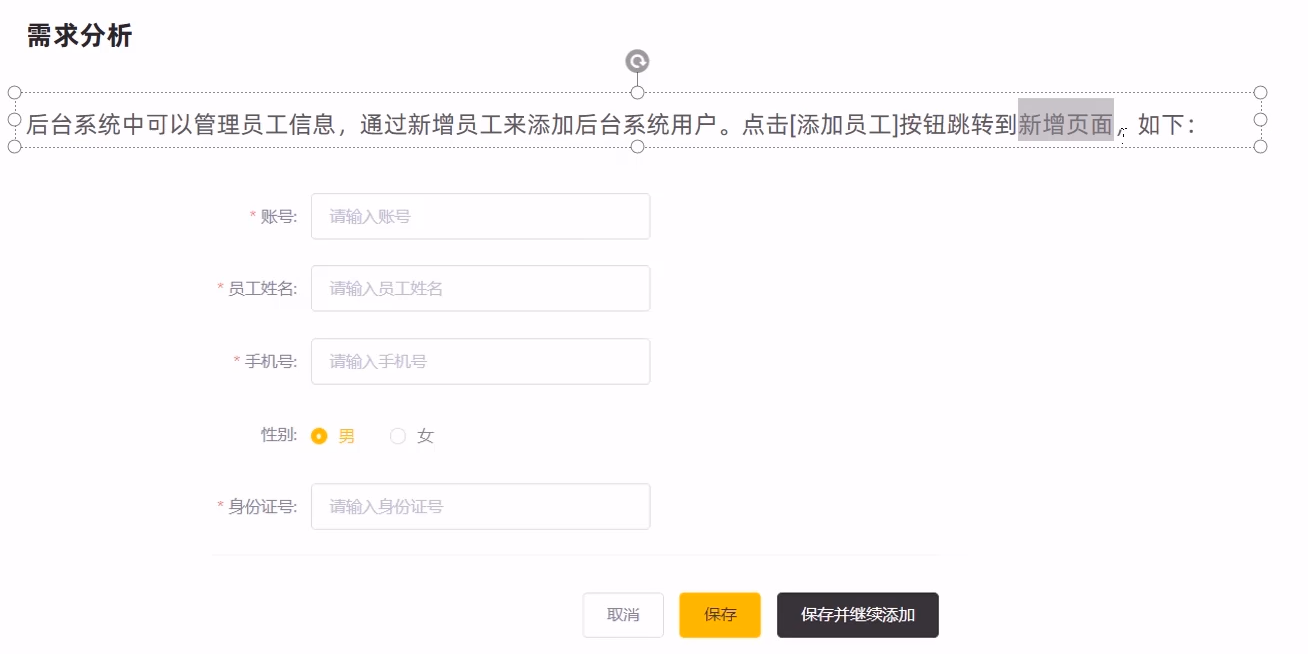 需求分析
后台系统中可以管理员工信息，通过新增员工来添加后台系统用户。点击[添加员工]按钮跳转到新增页面，如下：
* 账号: 请输入账号
* 员工姓名: 请输入员工姓名
* 手机号: 请输入手机号
性别: 男 女
* 身份证号: 请输入身份证号
取消 保存 保存并继续添加